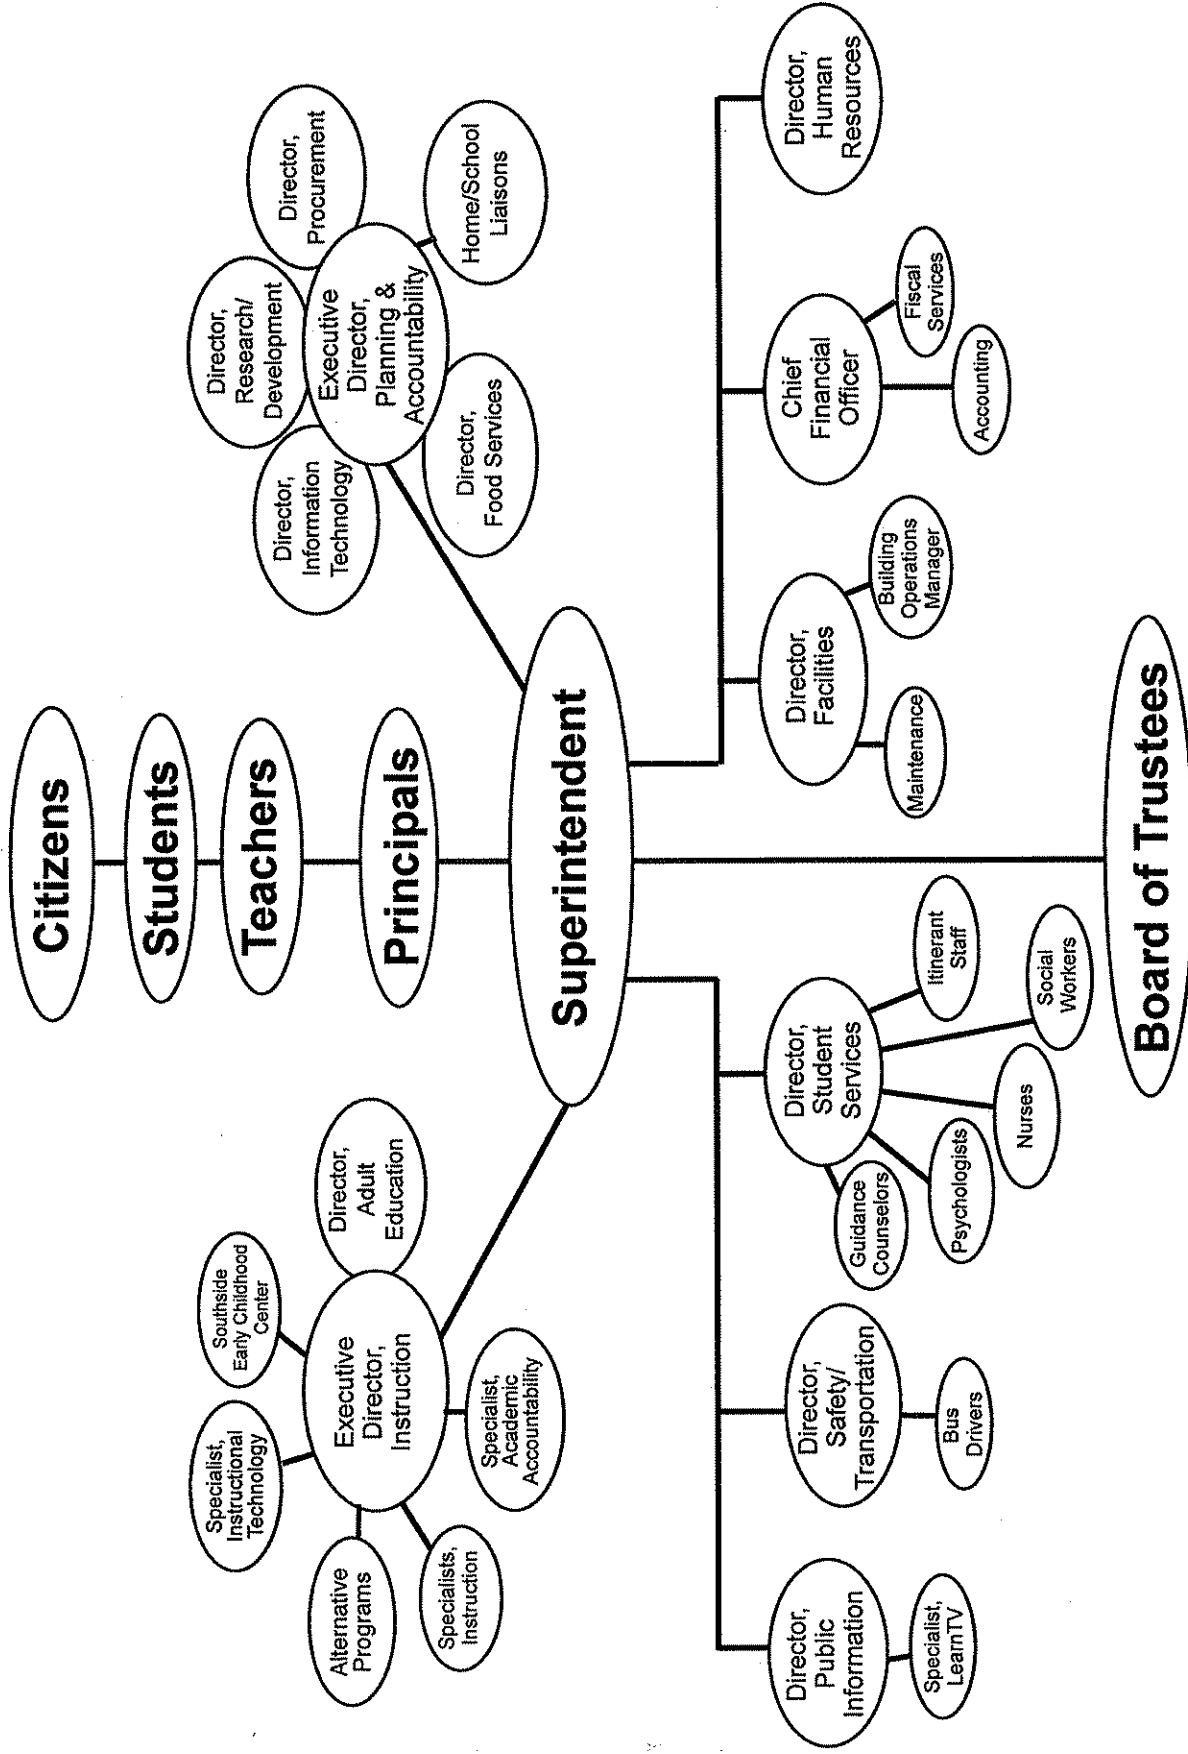 Citizens
Students
Teachers
Principals
Superintendent
Board of Trustees
Southside
Early Childhood
Center
Specialist,
Instructional
Technology
Alternative
Programs
Specialists,
Instruction
Specialist,
Academic
Accountability
Executive
Director,
Instruction
Director,
Adult
Education
Director,
Information
Technology
Director,
Research/
Development
Director,
Procurement
Executive
Director,
Planning &
Accountability
Director,
Food Services
Home/School
Liaisons
Director,
Public
Information
Specialist,
LearnTV
Director,
Safety/
Transportation
Bus
Drivers
Director,
Student
Services
Guidance
Counselors
Psychologists
Nurses
Social
Workers
Itinerant
Staff
Director,
Facilities
Maintenance
Building
Operations
Manager
Chief
Financial
Officer
Accounting
Fiscal
Services
Director,
Human
Resources